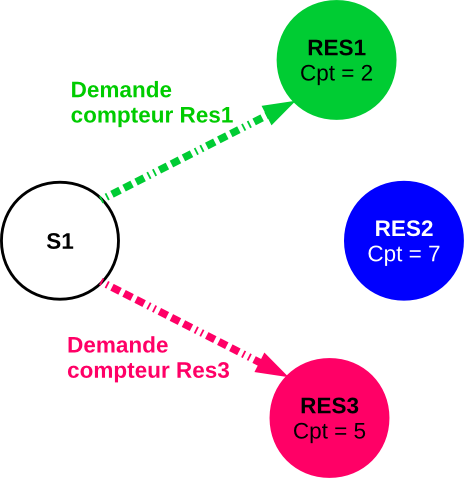 RES1
Cpt = 2
Demande
compteur Res1
S1
RES2
Cpt = 7
Demande
compteur Res3
RES3
Cpt = 5